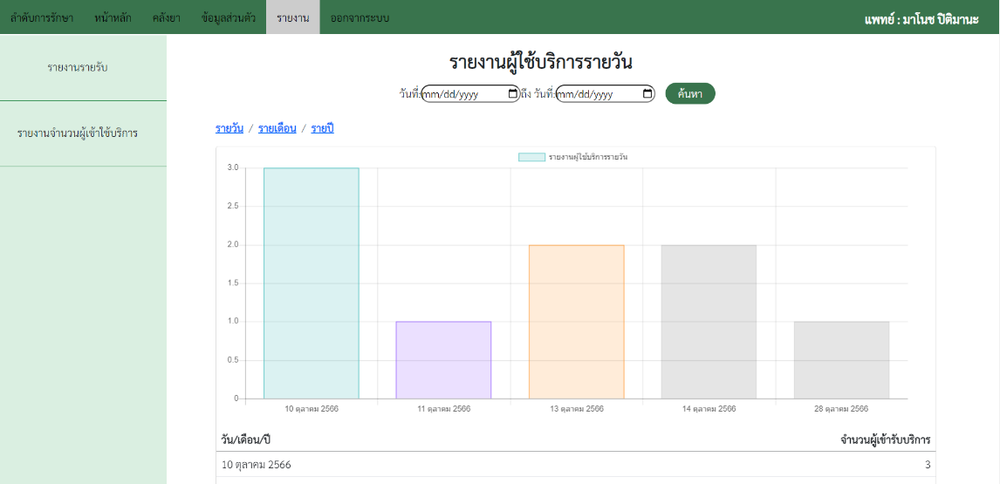 ลำดับการรักษา หน้าหลัก คลังยา ข้อมูลส่วนตัว รายงาน ออกจากระบบ แพทย์ : มาโนช ปิติมานะ
รายงานรายรับ
รายงานจำนวนผู้เข้าใช้บริการ
รายงานผู้ใช้บริการรายวัน
วันที่:mm/dd/yyyy ถึง วันที่:mm/dd/yyyy ค้นหา
รายวัน / รายเดือน / รายปี
รายงานผู้ใช้บริการรายวัน
3.0
2.5
2.0
1.5
1.0
0.5
0
10 ตุลาคม 2566 11 ตุลาคม 2566 13 ตุลาคม 2566 14 ตุลาคม 2566 28 ตุลาคม 2566
วัน/เดือน/ปี จำนวนผู้เข้ารับบริการ
10 ตุลาคม 2566 3